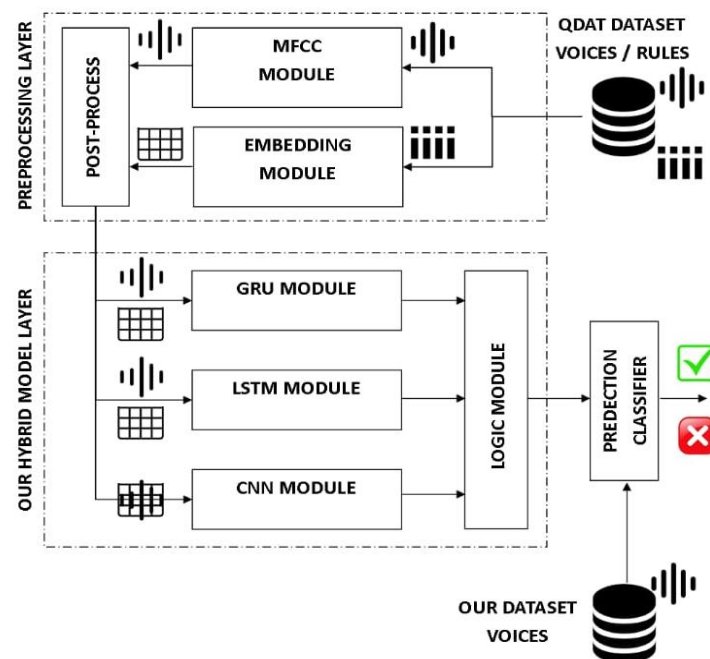 PREPROCESSING LAYER
POST-PROCESS
MFCC
MODULE
EMBEDDING
MODULE
QDAT DATASET
VOICES / RULES
OUR HYBRID MODEL LAYER
GRU MODULE
LSTM MODULE
CNN MODULE
LOGIC MODULE
PREDECTION
CLASSIFIER
OUR DATASET
VOICES